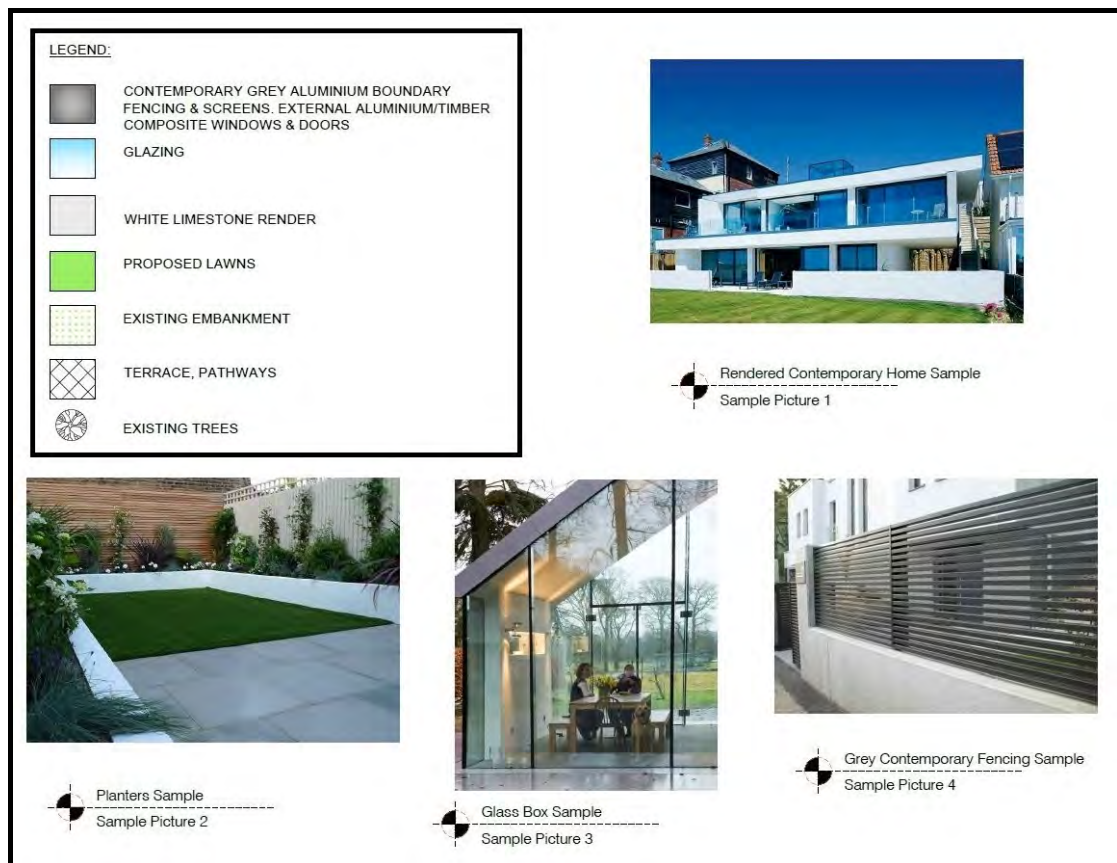 LEGEND:
CONTEMPORARY GREY ALUMINIUM BOUNDARY
FENCING & SCREENS. EXTERNAL ALUMINIUM/TIMBER
COMPOSITE WINDOWS & DOORS
GLAZING
WHITE LIMESTONE RENDER
PROPOSED LAWNS
EXISTING EMBANKMENT
TERRACE, PATHWAYS
EXISTING TREES
Rendered Contemporary Home Sample
Sample Picture 1
Planters Sample
Sample Picture 2
Glass Box Sample
Sample Picture 3
Grey Contemporary Fencing Sample
Sample Picture 4